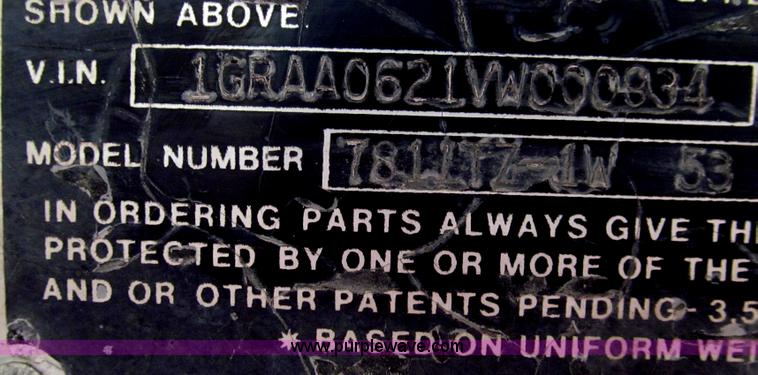 SHOWN ABOVE.
V.I.N. 1GRAA0621VW000934
MODEL NUMBER 7811TZ-1W 53
IN ORDERING PARTS ALWAYS GIVE
PROTECTED BY ONE OR MORE OF THE
AND OR OTHER PATENTS PENDING - 3.5
* BASED ON UNIFORM
www.purplewave.com